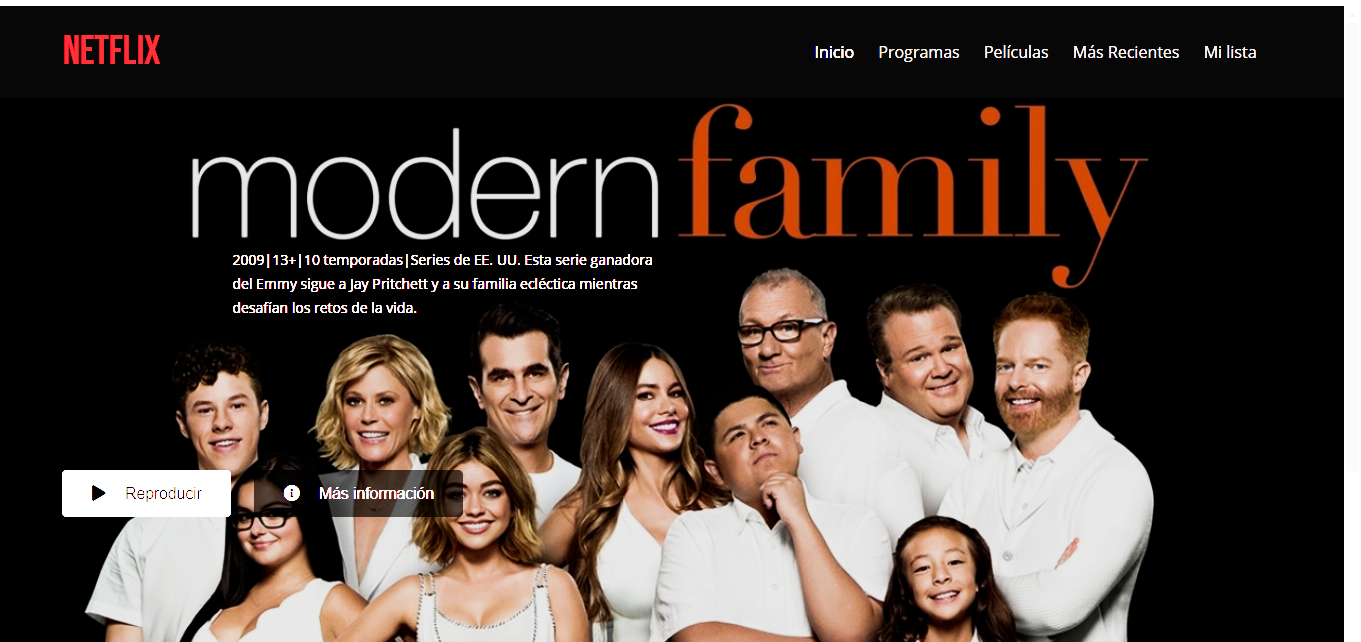 NETFLIX
Inicio Programas Películas Más Recientes Mi lista
modern family
2009|13+|10 temporadas|Series de EE. UU. Esta serie ganadora
del Emmy sigue a Jay Pritchett y a su familia ecléctica mientras
desafían los retos de la vida.
Reproducir
Más información